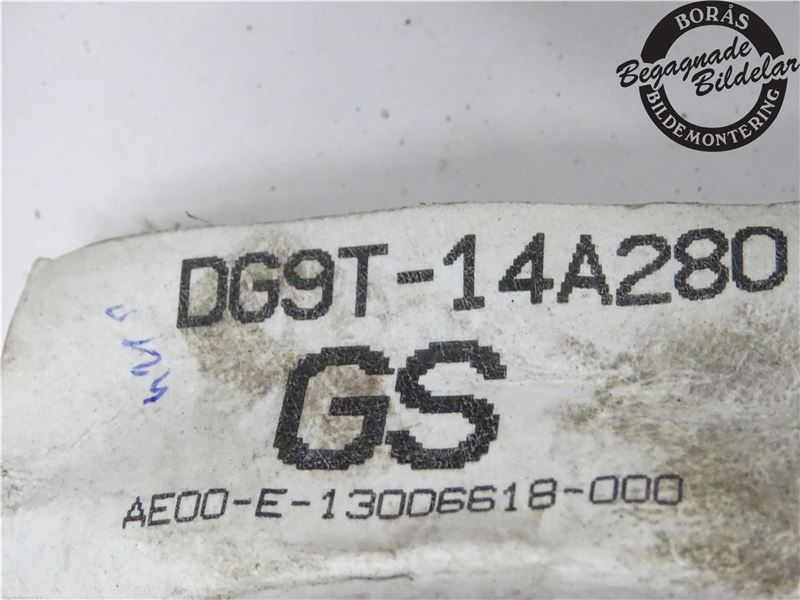 BORÅS
Begagnade
Bildelar
BILDEMONTERING
DG9T-14A280
GS
AE00-E-13006618-000